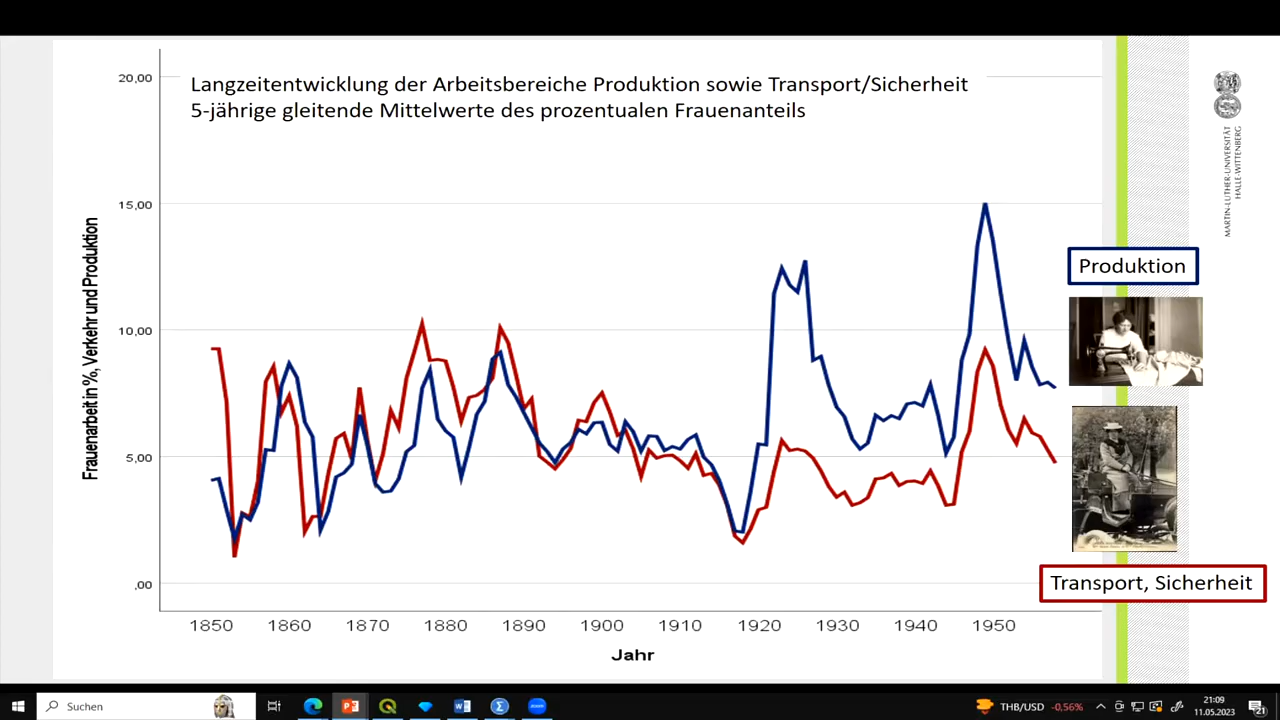 Langzeitentwicklung der Arbeitsbereiche Produktion sowie Transport/Sicherheit
5-jährige gleitende Mittelwerte des prozentualen Frauenanteils
20,00
15,00
10,00
5,00
,00
Frauenarbeit in %, Verkehr und Produktion
1850 1860 1870 1880 1890 1900 1910 1920 1930 1940 1950
Jahr
MARTIN-LUTHER-UNIVERSITÄT
HALLE-WITTENBERG
Produktion
Transport, Sicherheit
Suchen
THB/USD -0,56%
21:09
11.05.2023
21